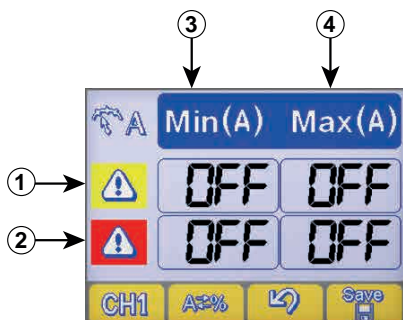 3 4
A Min(A) Max(A)
1 OFF OFF
2 OFF OFF
CH1 A⇄% Save